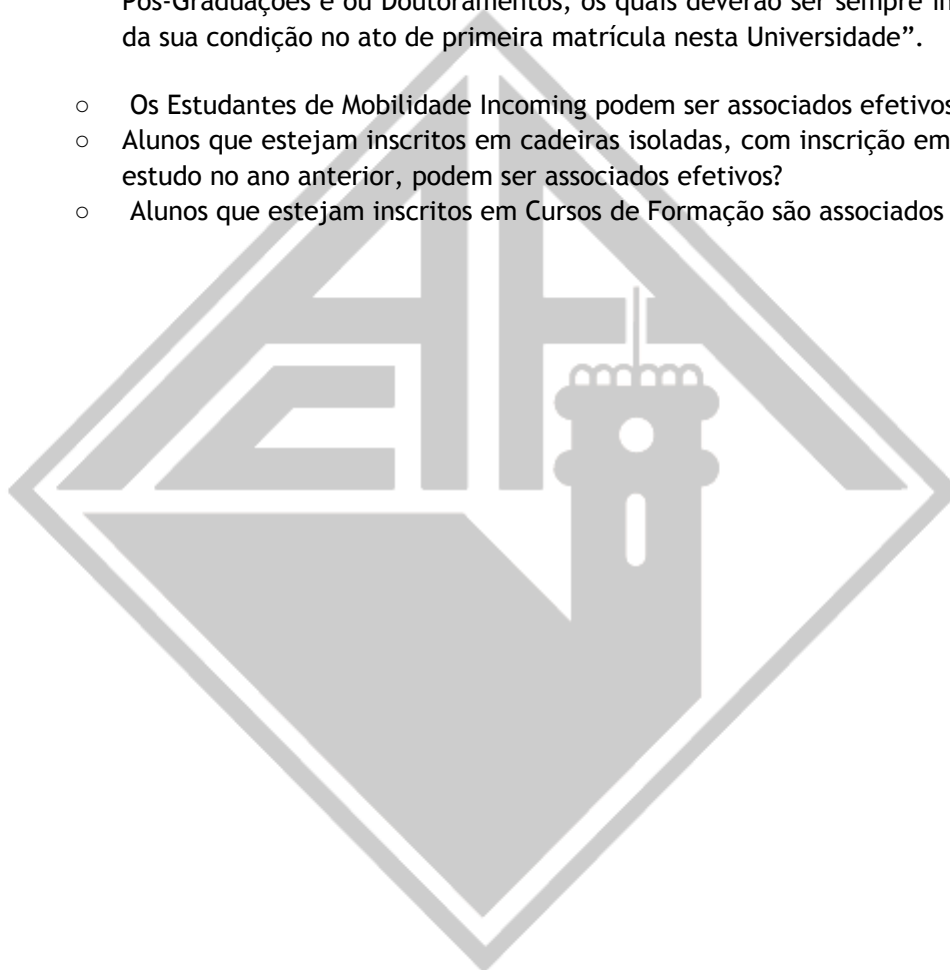 Pós-Graduações e ou Doutoramentos, os quais deverão ser sempre
da sua condição no ato de primeira matrícula nesta Universidade”.
○ Os Estudantes de Mobilidade Incoming podem ser associados efetivos
○ Alunos que estejam inscritos em cadeiras isoladas, com inscrição em
estudo no ano anterior, podem ser associados efetivos?
○ Alunos que estejam inscritos em Cursos de Formação são associados